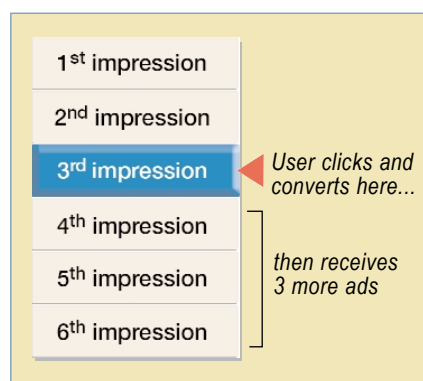 1st impression
2nd impression
3rd impression
User clicks and
converts here...
4th impression
5th impression
then receives
3 more ads
6th impression